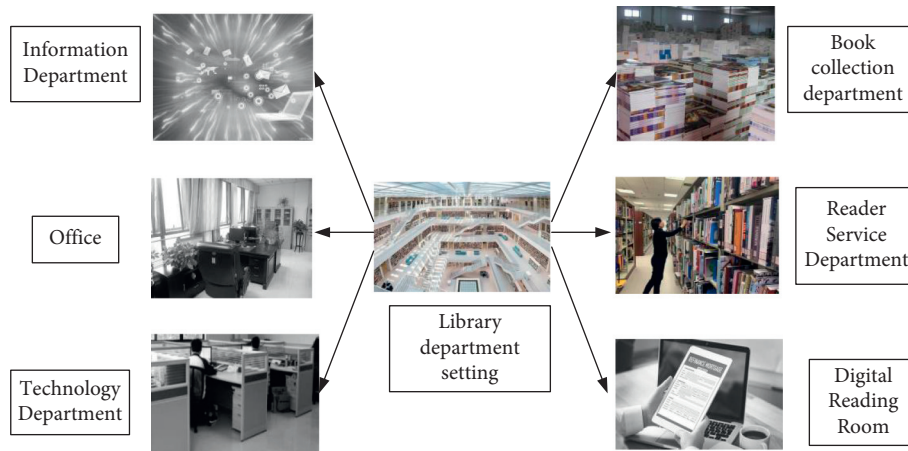 Information
Department
Book
collection
department
Office
Reader
Service
Department
Library
department
setting
Technology
Department
Digital
Reading
Room